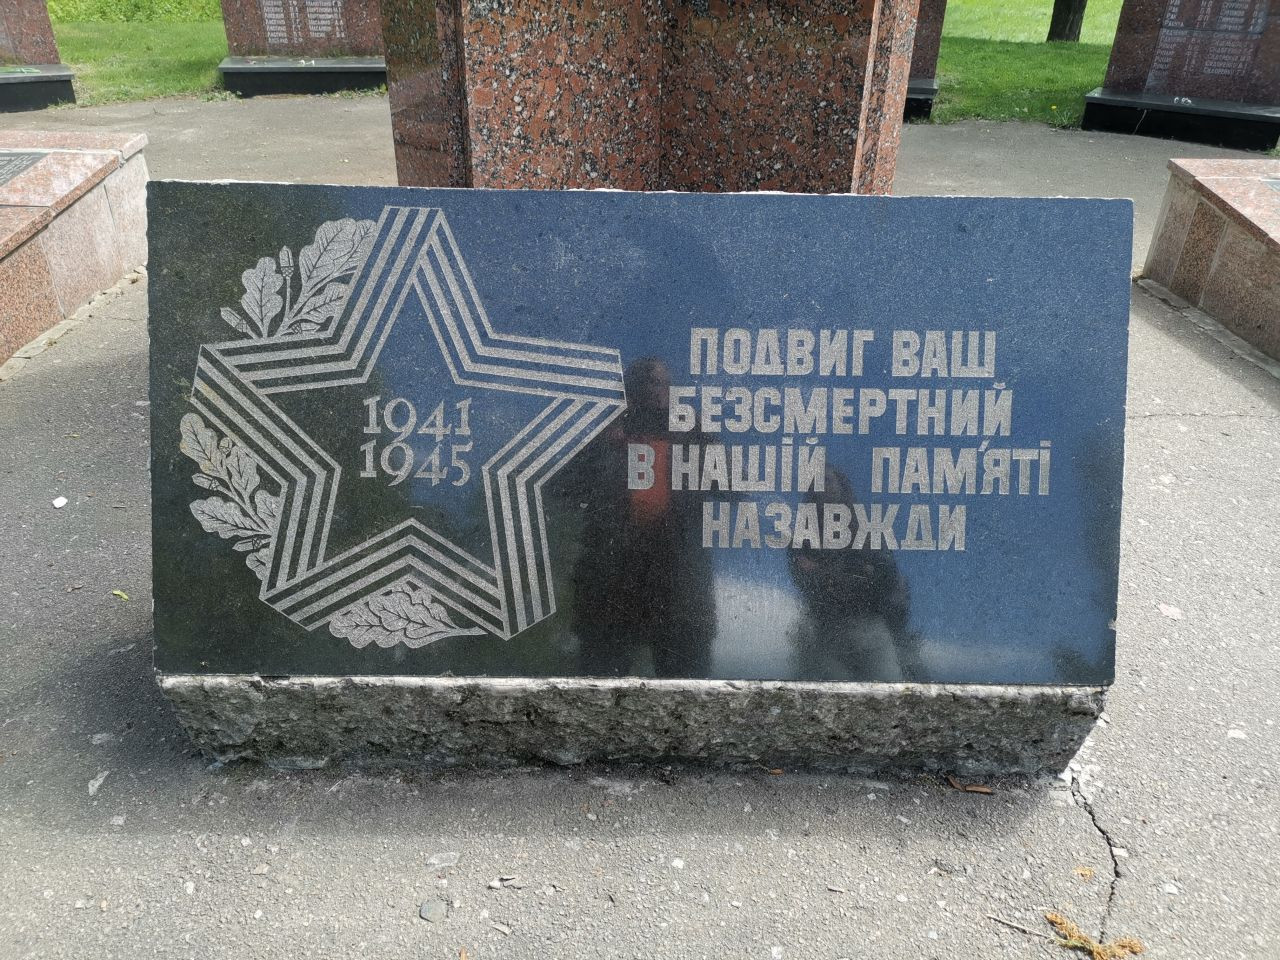 1941
1945
ПОДВИГ ВАШ
БЕЗСМЕРТНИЙ
В НАШІЙ ПАМ'ЯТІ
НАЗАВЖДИ